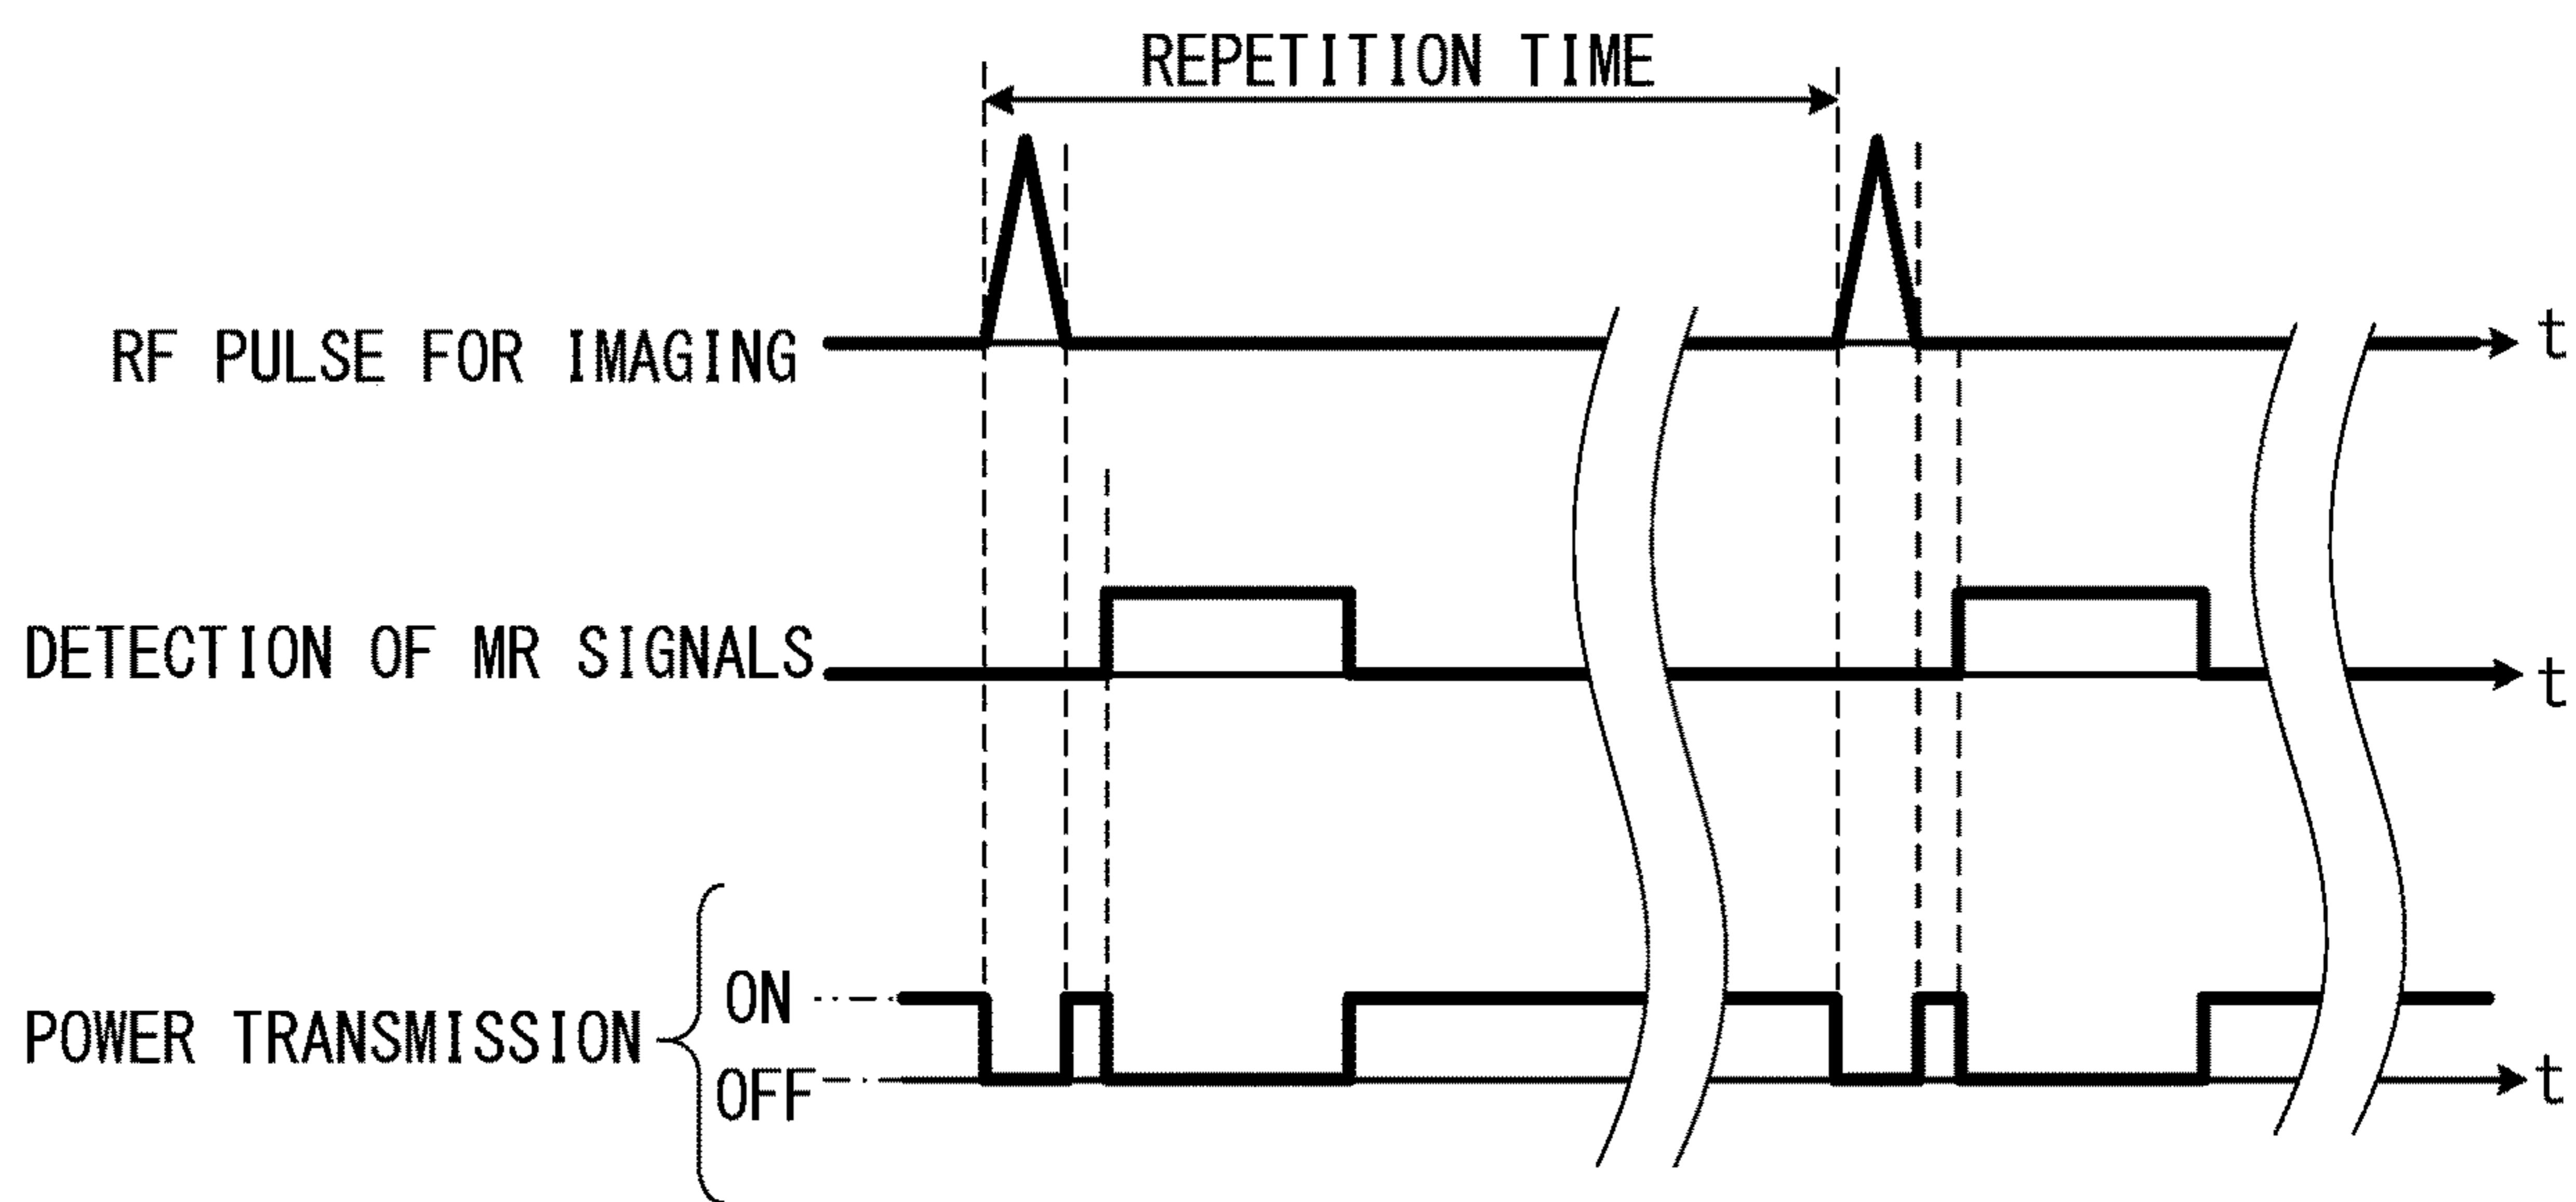 REPETITION TIME
RF PULSE FOR IMAGING
t
DETECTION OF MR SIGNALS
t
POWER TRANSMISSION
ON
OFF
t